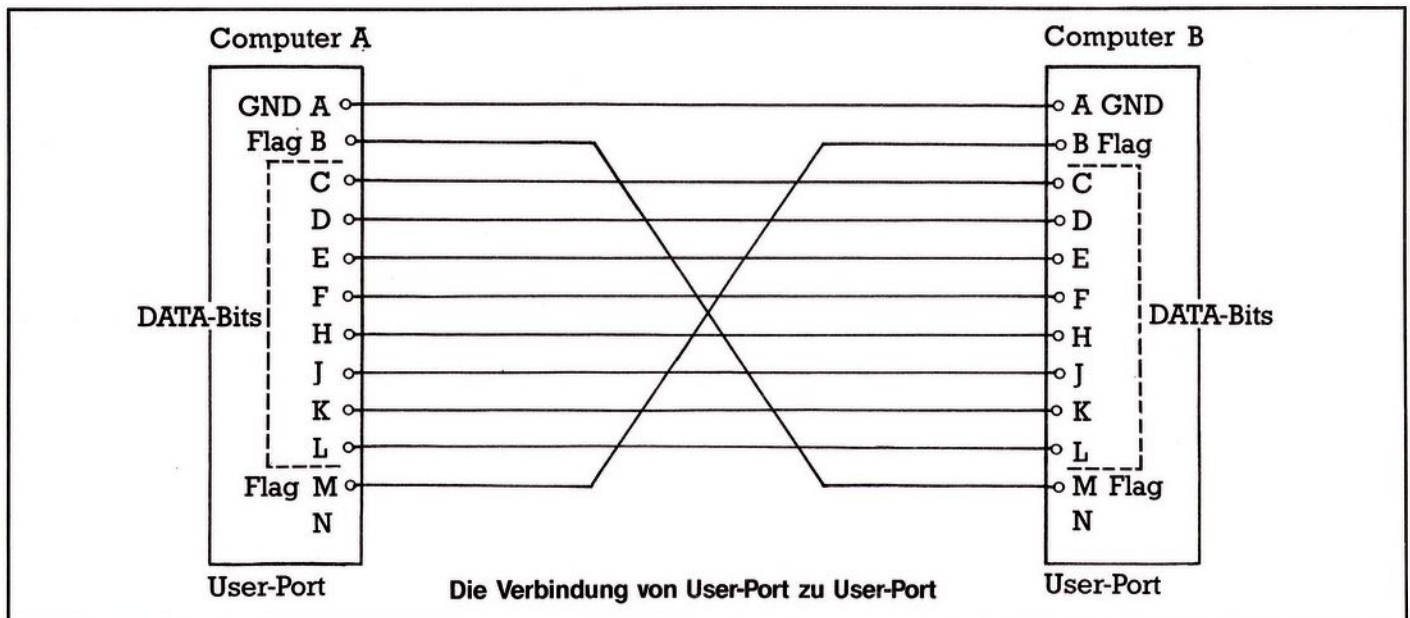 Computer A
Computer B
GND A
A GND
Flag B
B Flag
C
C
D
D
E
E
F
F
DATA-Bits
DATA-Bits
H
H
J
J
K
K
L
L
Flag M
M Flag
N
N
User-Port
Die Verbindung von User-Port zu User-Port
User-Port